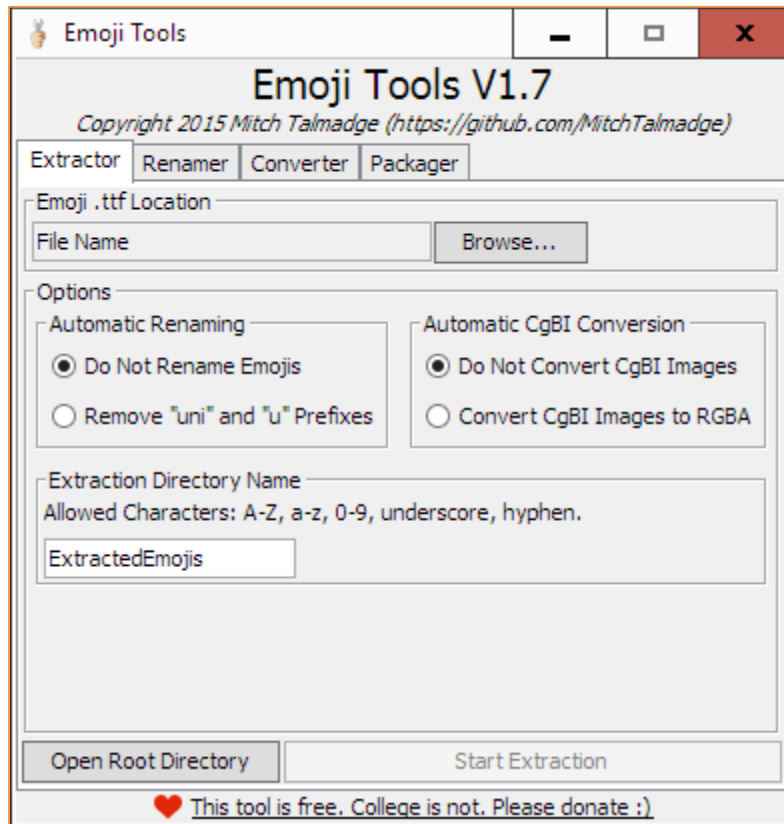 Emoji Tools
Emoji Tools V1.7
Copyright 2015 Mitch Talmadge (https://github.com/MitchTalmadge)
Extractor Renamer Converter Packager
Emoji .ttf Location
File Name Browse...
Options
Automatic Renaming Automatic CgBI Conversion
Do Not Rename Emojis Do Not Convert CgBI Images
Remove "uni" and "u" Prefixes Convert CgBI Images to RGBA
Extraction Directory Name
Allowed Characters: A-Z, a-z, 0-9, underscore, hyphen.
ExtractedEmojis
Open Root Directory Start Extraction
This tool is free. College is not. Please donate :)